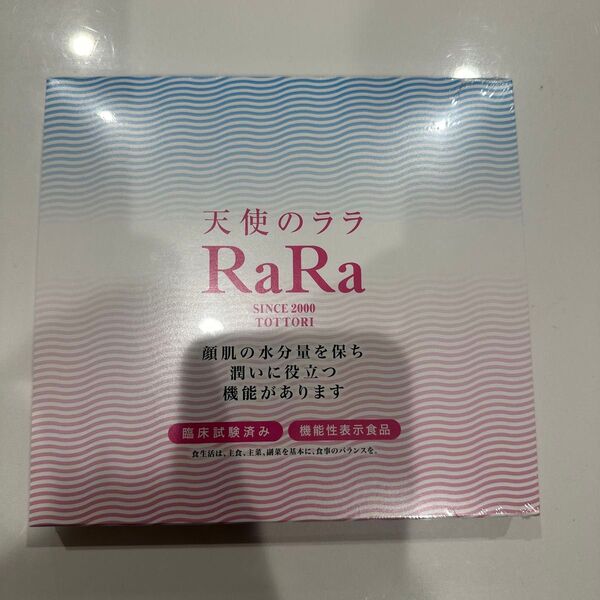 天使のララ
RaRa
SINCE 2000
TOTTORI
顔肌の水分量を保ち
潤いに役立つ
機能があります
臨床試験済み 機能性表示食品
食生活は、主食、主菜、副菜を基本に、食事のバランスを。